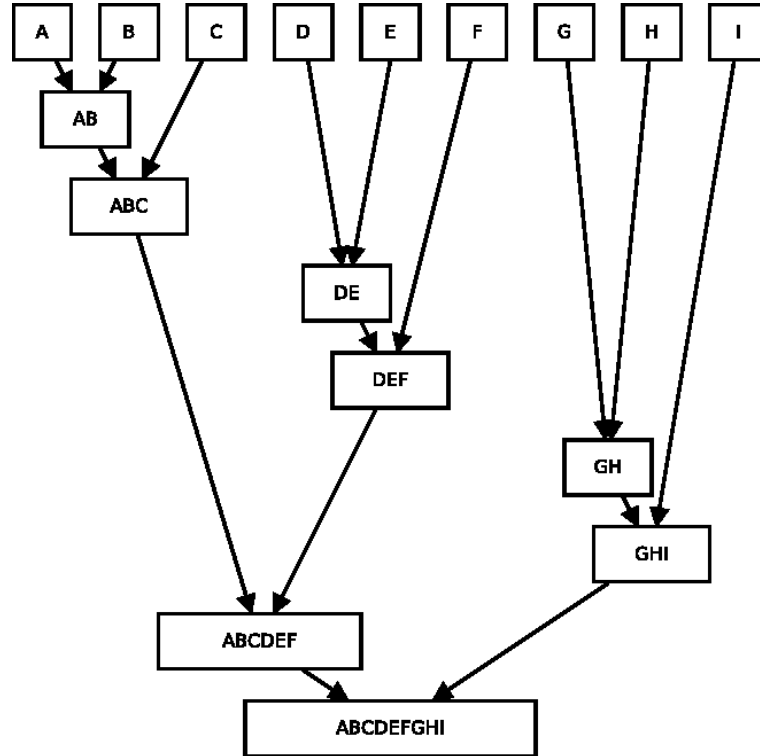 A B C D E F G H I
AB
ABC
DE
DEF
GH
GHI
ABCDEF
ABCDEFGHI